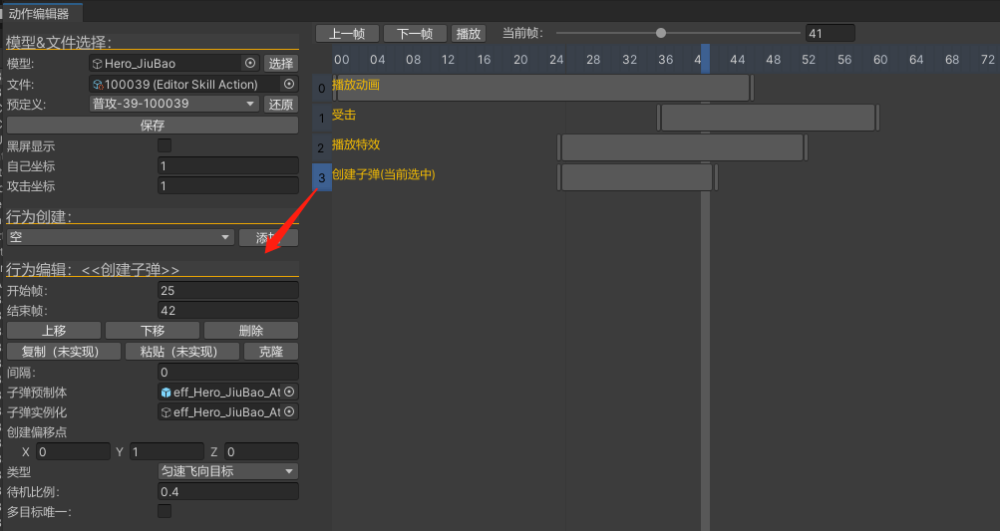 动作编辑器
模型&文件选择:
模型: Hero_JiuBao 选择
文件: 100039 (Editor Skill Action)
预定义: 普攻-39-100039 还原
保存
黑屏显示
自己坐标 1
攻击坐标 1
行为创建:
空 添加
行为编辑: <<创建子弹>>
开始帧: 25
结束帧: 42
上移 下移 删除
复制（未实现） 粘贴（未实现） 克隆
间隔: 0
子弹预制体 eff_Hero_JiuBao_At
子弹实例化 eff_Hero_JiuBao_At
创建偏移点
X 0 Y 1 Z 0
类型 匀速飞向目标
待机比例: 0.4
多目标唯一:
上一帧 下一帧 播放 当前帧: 41
00 04 08 12 16 20 24 28 32 36 4 44 48 52 56 60 64 68 72
0 播放动画
1 受击
2 播放特效
3 创建子弹(当前选中)